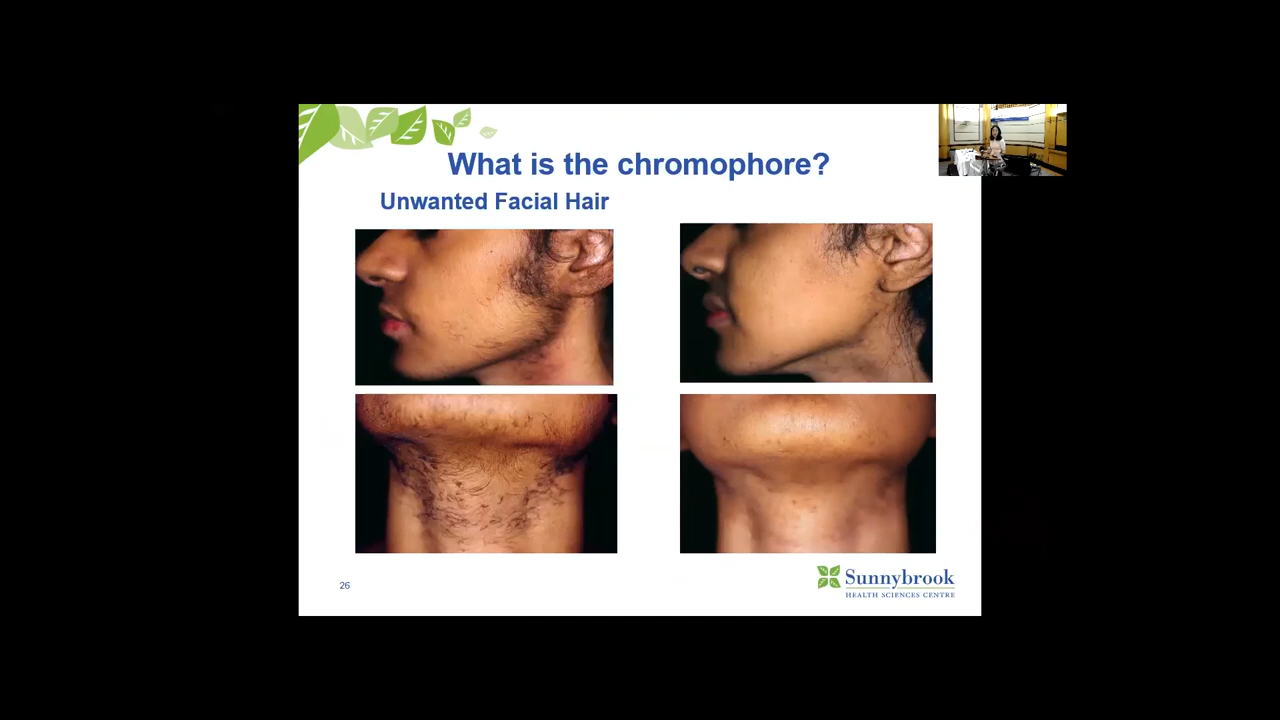 What is the chromophore?
Unwanted Facial Hair
26
Sunnybrook
HEALTH SCIENCES CENTRE